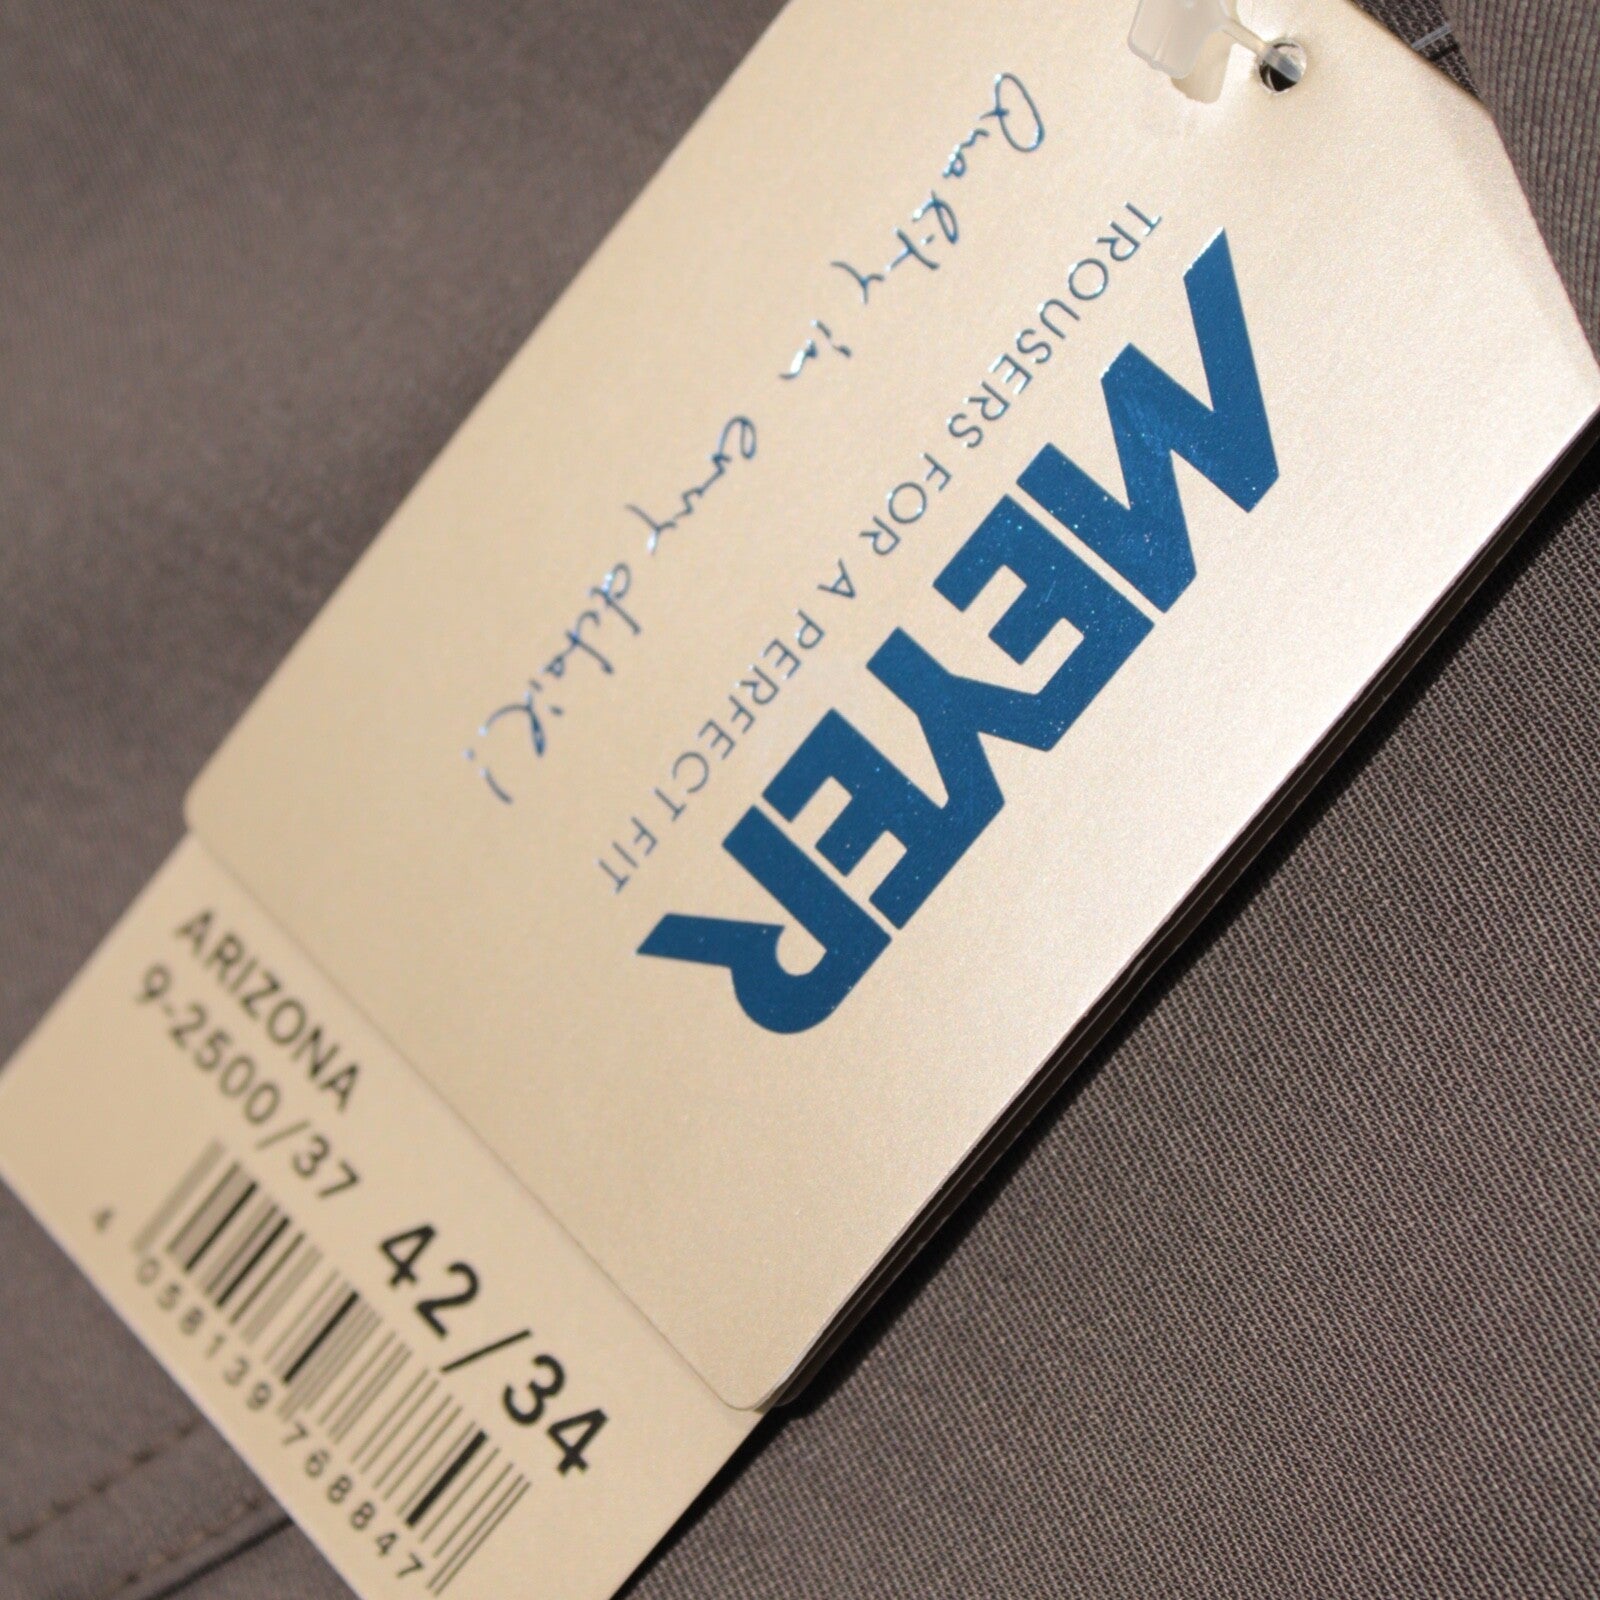 MEYER
TROUSERS FOR A PERFECT FIT
Quality in every detail!
ARIZONA
9-2500/37
42/34
4 058139 768847